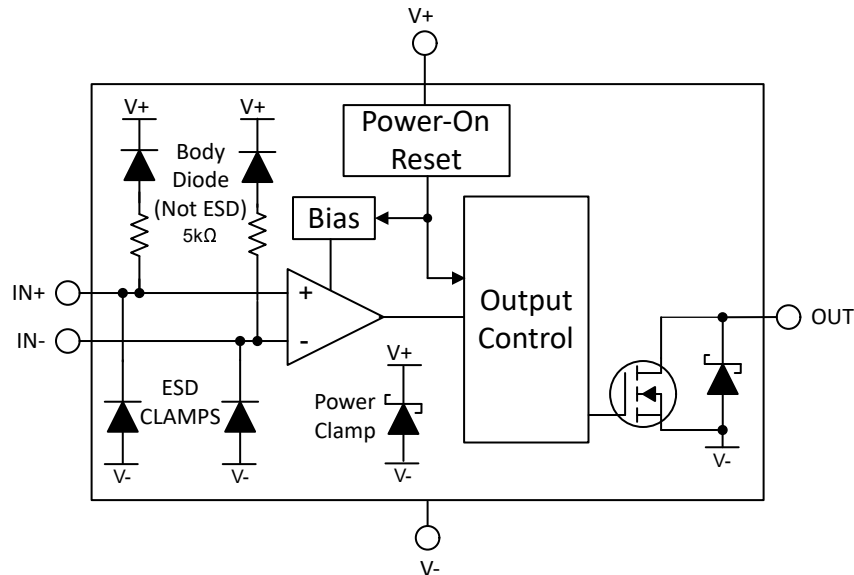 V+
V+
V+
Power-On
Reset
Body
Diode
(Not ESD)
5kΩ
Bias
IN+
+
Output
Control
OUT
IN-
-
V+
ESD
CLAMPS
Power
Clamp
V-
V-
V-
V-
V-